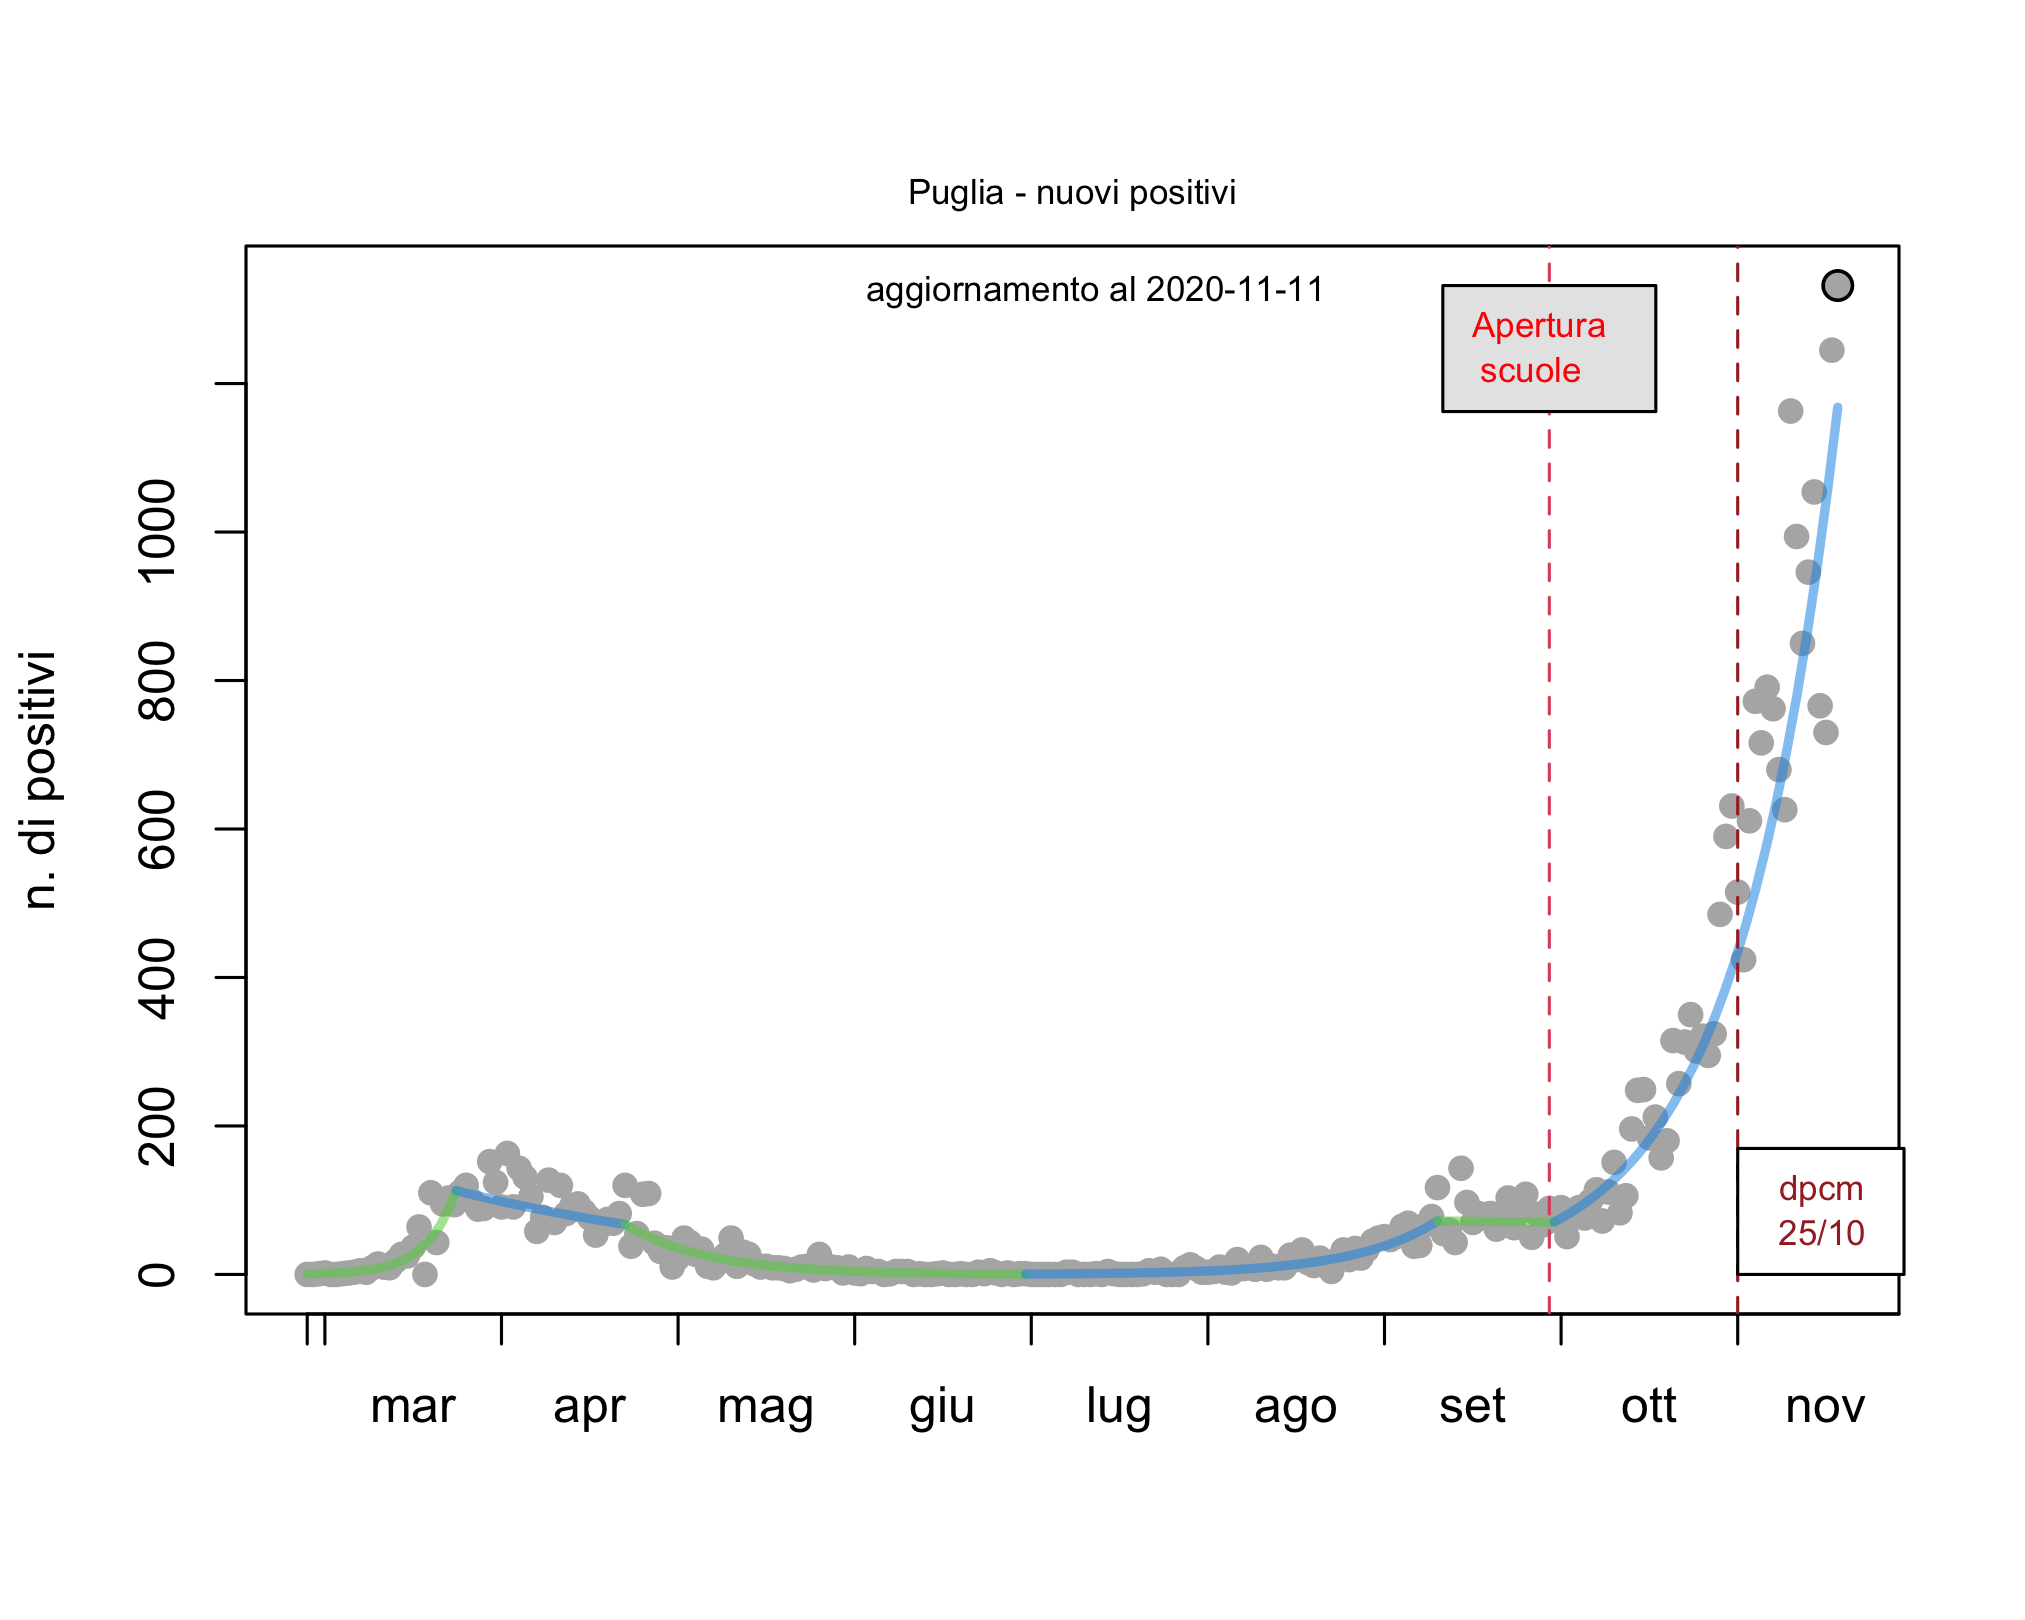 Puglia - nuovi positivi
aggiornamento al 2020-11-11
Apertura
scuole
dpcm
25/10
n. di positivi
1000
800
600
400
200
0
mar apr mag giu lug ago set ott nov